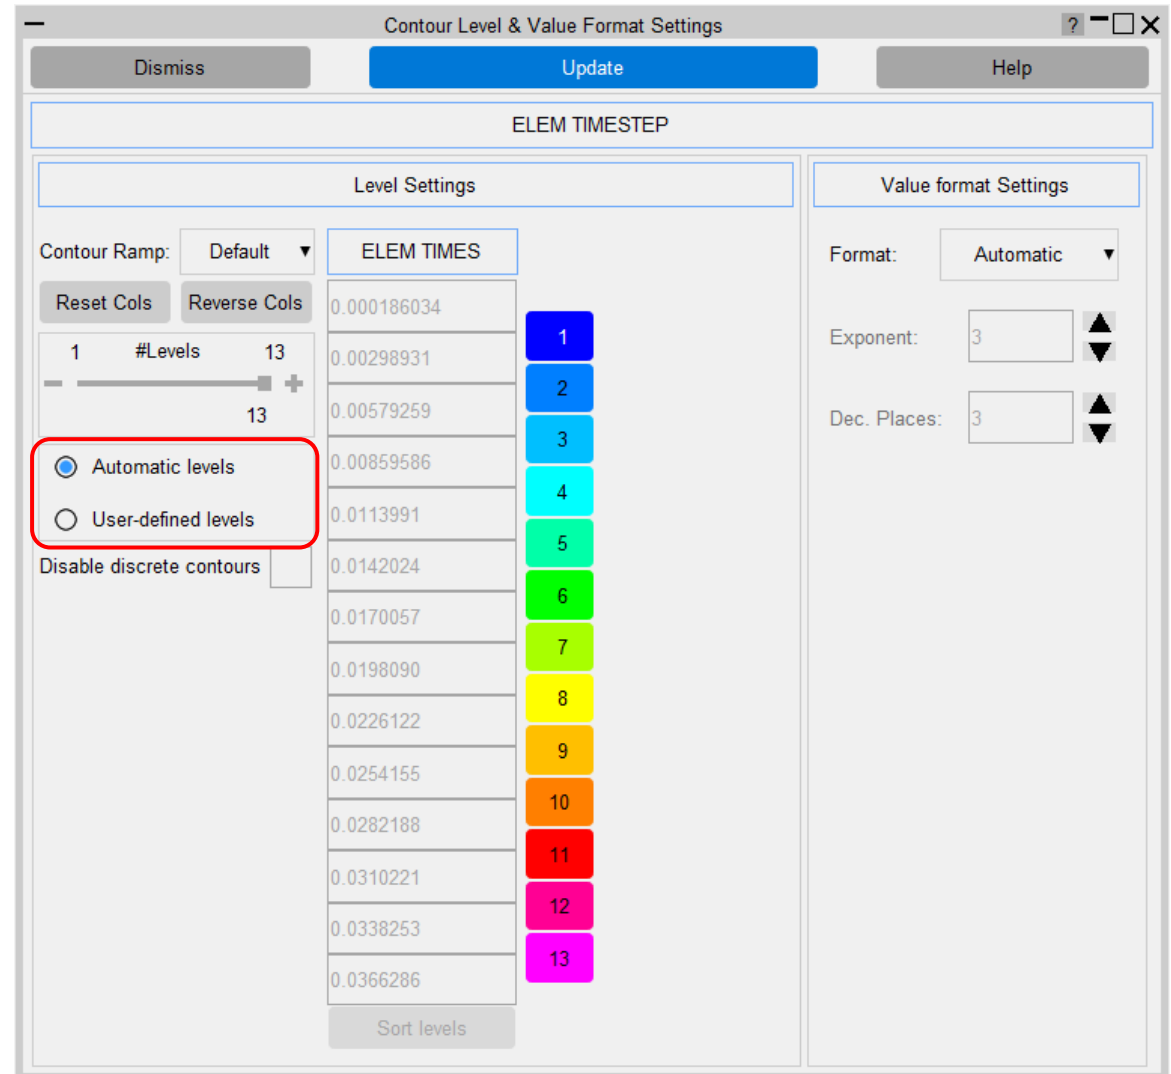 Contour Level & Value Format Settings ?
Dismiss Update Help
ELEM TIMESTEP
Level Settings
Contour Ramp: Default ELEM TIMES
Reset Cols Reverse Cols
1 #Levels 13
13
Automatic levels
User-defined levels
Disable discrete contours
0.000186034
0.00298931
0.00579259
0.00859586
0.0113991
0.0142024
0.0170057
0.0198090
0.0226122
0.0254155
0.0282188
0.0310221
0.0338253
0.0366286
Sort levels
1
2
3
4
5
6
7
8
9
10
11
12
13
Value format Settings
Format: Automatic
Exponent: 3
Dec. Places: 3